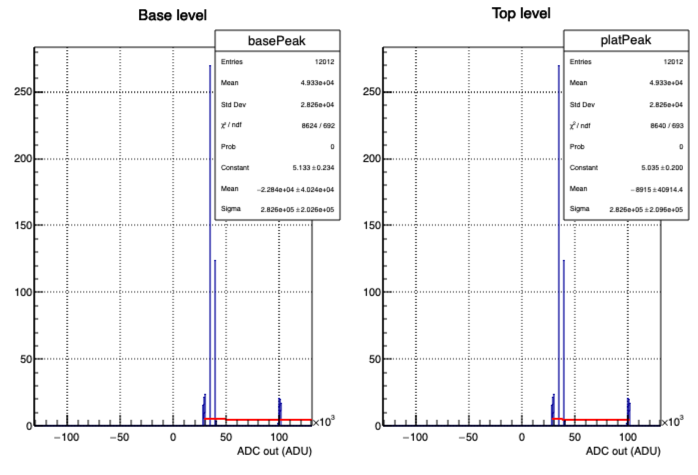 Base level
basePeak
Entries 12012
Mean 4.933e+04
Std Dev 2.826e+04
χ² / ndf 8624 / 692
Prob 0
Constant 5.133 ± 0.234
Mean −2.284e+04 ± 4.024e+04
Sigma 2.826e+05 ± 2.026e+05
250
200
150
100
50
0
−100 −50 0 50 100
×10³
ADC out (ADU)
Top level
platPeak
Entries 12012
Mean 4.933e+04
Std Dev 2.826e+04
χ² / ndf 8640 / 693
Prob 0
Constant 5.035 ± 0.200
Mean −8915 ± 40914.4
Sigma 2.826e+05 ± 2.096e+05
250
200
150
100
50
0
−100 −50 0 50 100
×10³
ADC out (ADU)